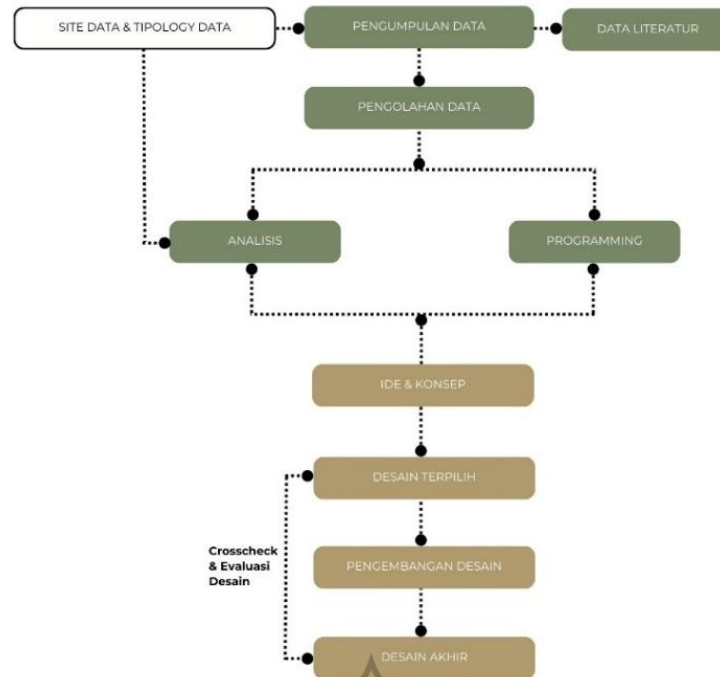 SITE DATA & TIPOLOGY DATA
PENGUMPULAN DATA
DATA LITERATUR
PENGOLAHAN DATA
ANALISIS
PROGRAMMING
IDE & KONSEP
DESAIN TERPILIH
Crosscheck
& Evaluasi
Desain
PENGEMBANGAN DESAIN
DESAIN AKHIR